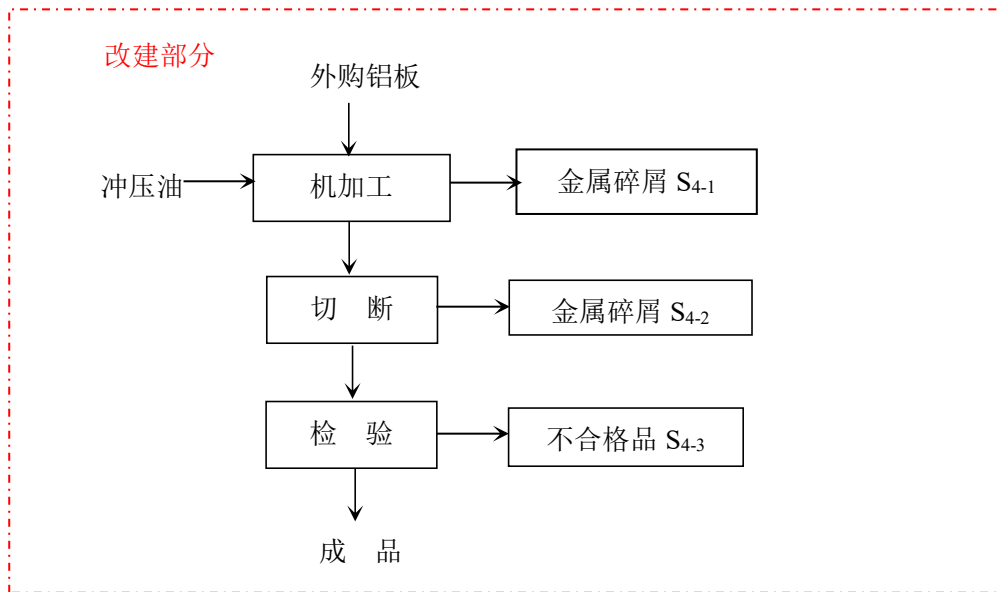 改建部分
外购铝板
冲压油
机加工
金属碎屑 S4-1
切 断
金属碎屑 S4-2
检 验
不合格品 S4-3
成 品